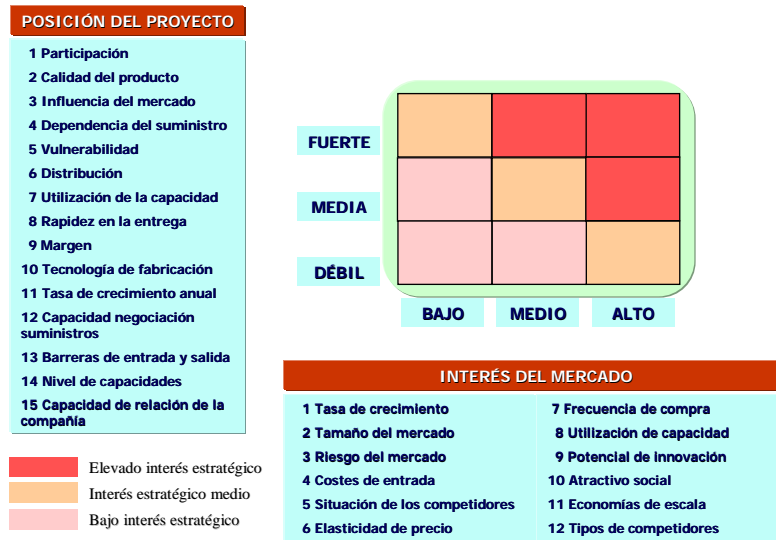 POSICIÓN DEL PROYECTO
1 Participación
2 Calidad del producto
3 Influencia del mercado
4 Dependencia del suministro
5 Vulnerabilidad
6 Distribución
7 Utilización de la capacidad
8 Rapidez en la entrega
9 Margen
10 Tecnología de fabricación
11 Tasa de crecimiento anual
12 Capacidad negociación
suministros
13 Barreras de entrada y salida
14 Nivel de capacidades
15 Capacidad de relación de la
compañía
FUERTE
MEDIA
DÉBIL
BAJO
MEDIO
ALTO
INTERÉS DEL MERCADO
1 Tasa de crecimiento
2 Tamaño del mercado
3 Riesgo del mercado
4 Costes de entrada
5 Situación de los competidores
6 Elasticidad de precio
7 Frecuencia de compra
8 Utilización de capacidad
9 Potencial de innovación
10 Atractivo social
11 Economías de escala
12 Tipos de competidores
Elevado interés estratégico
Interés estratégico medio
Bajo interés estratégico